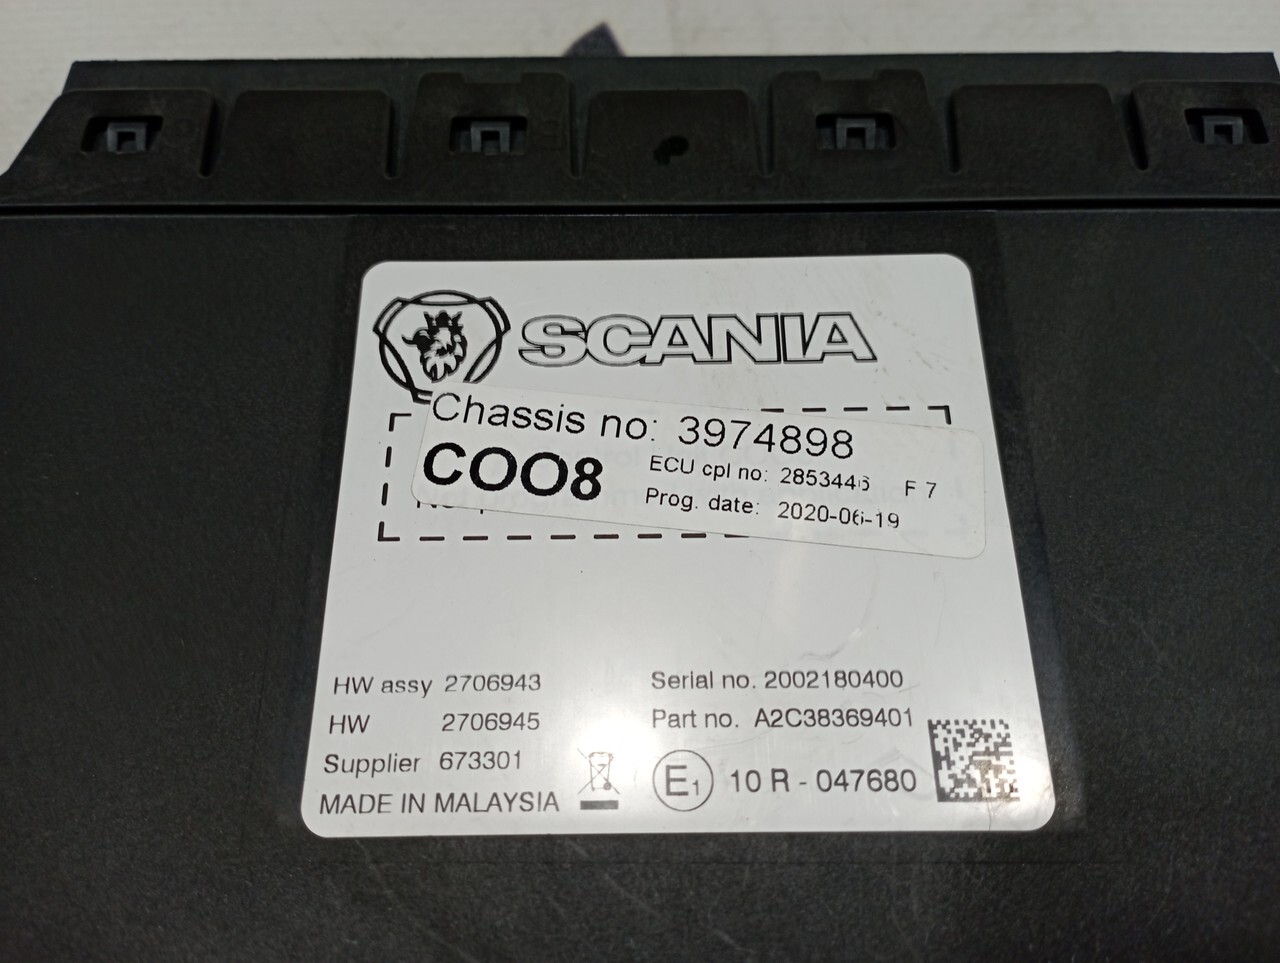 SCANIA
Chassis no: 3974898
COO8
ECU cpl no: 2853446 F 7
Prog. date: 2020-06-19
HW assy 2706943
HW 2706945
Supplier 673301
MADE IN MALAYSIA
Serial no. 2002180400
Part no. A2C38369401
E1 10 R - 047680